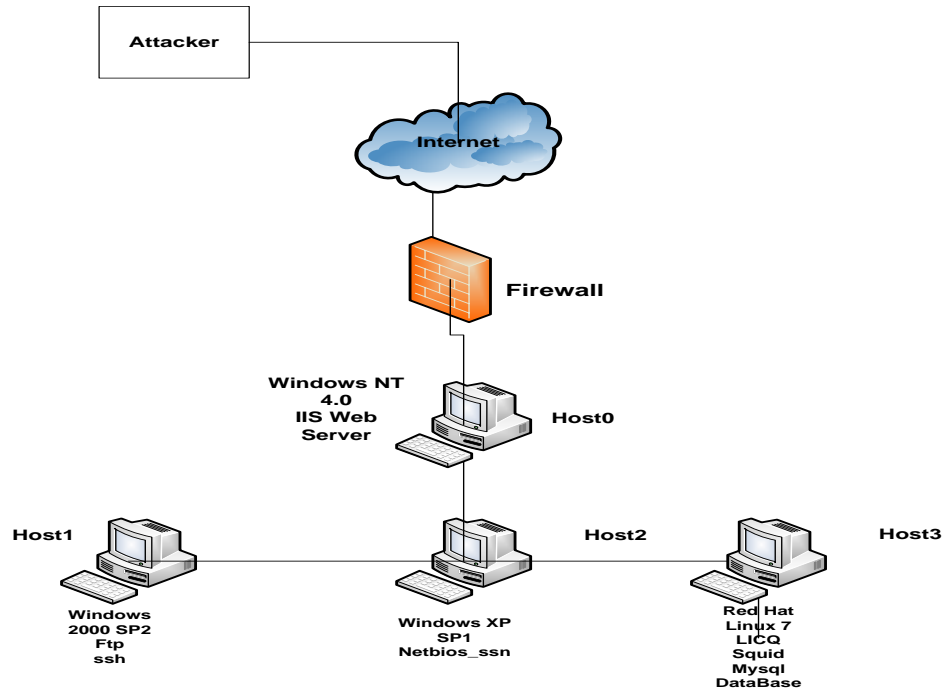 Attacker
Internet
Firewall
Windows NT
4.0
IIS Web
Server
Host0
Host1
Host2
Host3
Windows
2000 SP2
Ftp
ssh
Windows XP
SP1
Netbios_ssn
Red Hat
Linux 7
LICQ
Squid
Mysql
DataBase